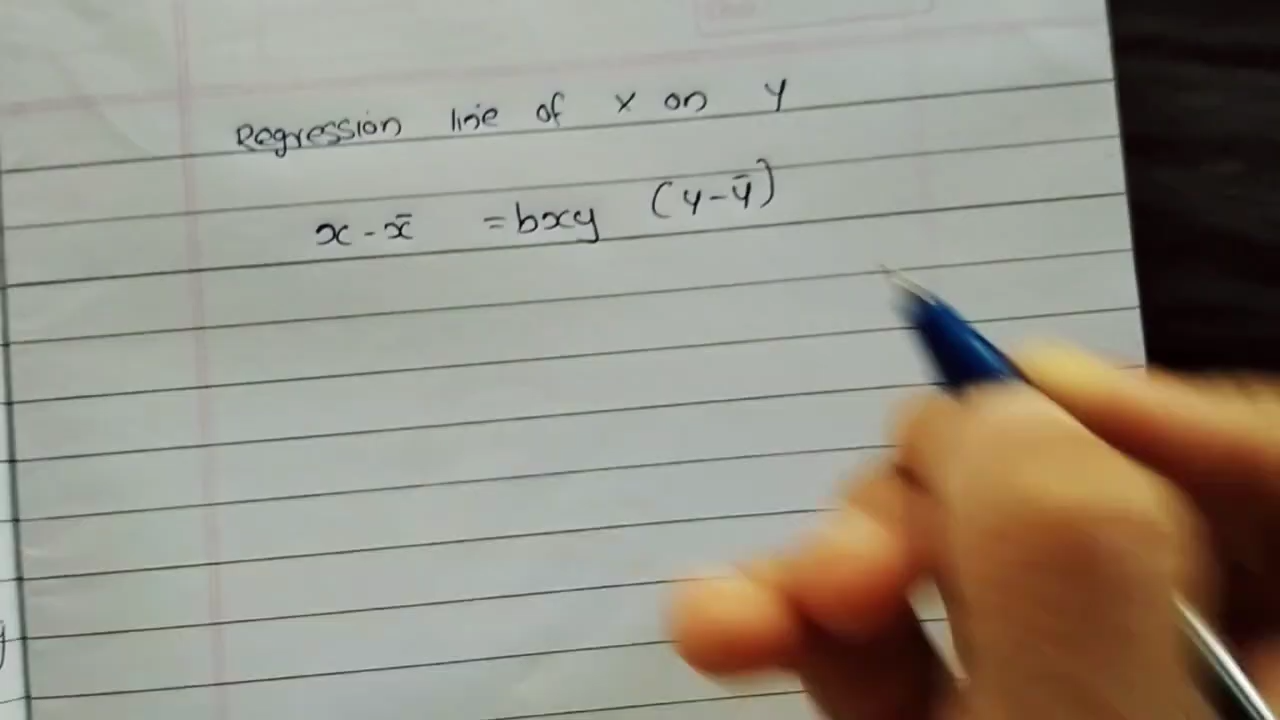 Regression line of x on y
x - x̄ = bxy (y - ȳ)